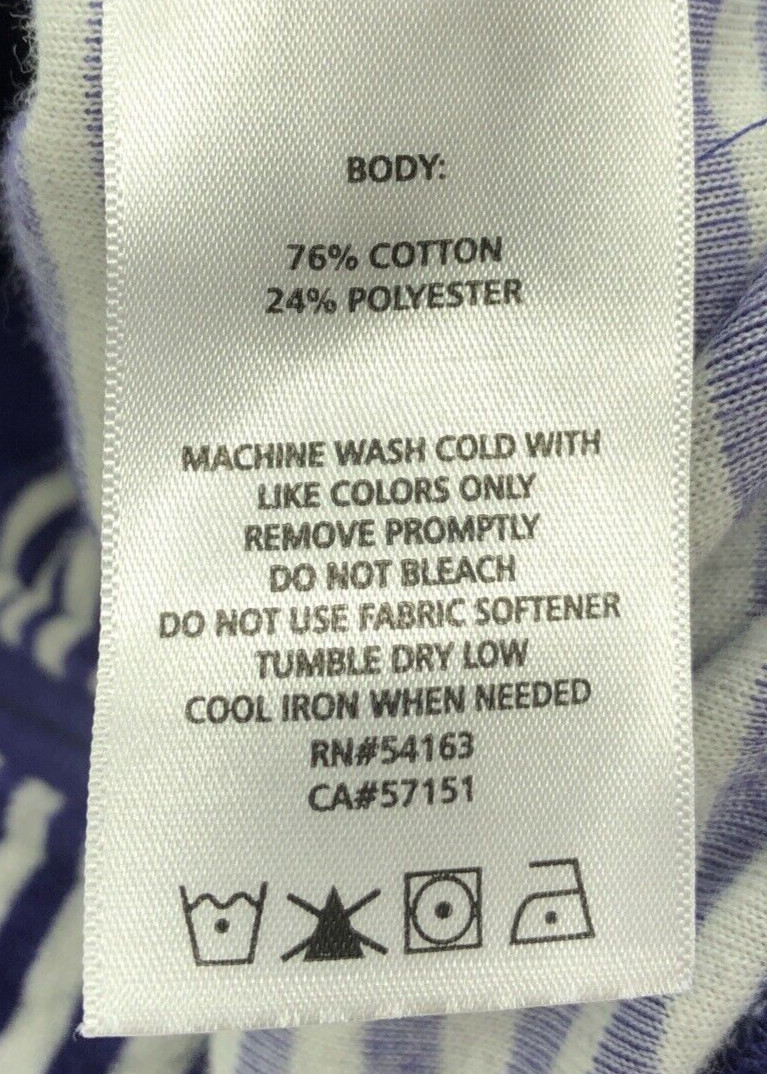 BODY:
76% COTTON
24% POLYESTER
MACHINE WASH COLD WITH
LIKE COLORS ONLY
REMOVE PROMPTLY
DO NOT BLEACH
DO NOT USE FABRIC SOFTENER
TUMBLE DRY LOW
COOL IRON WHEN NEEDED
RN#54163
CA#57151